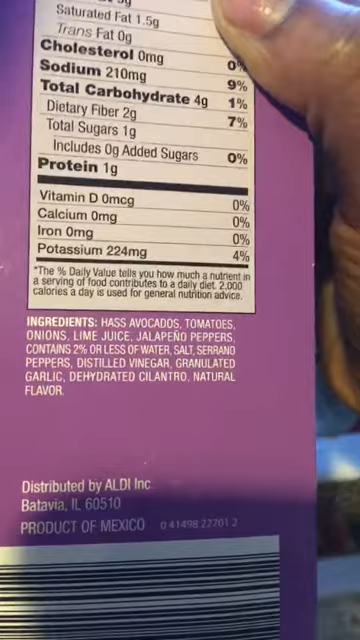 Saturated Fat 1.5g
Trans Fat 0g
Cholesterol 0mg 0%
Sodium 210mg 9%
Total Carbohydrate 4g 1%
Dietary Fiber 2g 7%
Total Sugars 1g
Includes 0g Added Sugars 0%
Protein 1g
Vitamin D 0mcg 0%
Calcium 0mg 0%
Iron 0mg 0%
Potassium 224mg 4%
*The % Daily Value tells you how much a nutrient in
a serving of food contributes to a daily diet. 2,000
calories a day is used for general nutrition advice.
INGREDIENTS: HASS AVOCADOS, TOMATOES,
ONIONS, LIME JUICE, JALAPEÑO PEPPERS,
CONTAINS 2% OR LESS OF WATER, SALT, SERRANO
PEPPERS, DISTILLED VINEGAR, GRANULATED
GARLIC, DEHYDRATED CILANTRO, NATURAL
FLAVOR.
Distributed by ALDI Inc.
Batavia, IL 60510
PRODUCT OF MEXICO 0 41498 22701 2